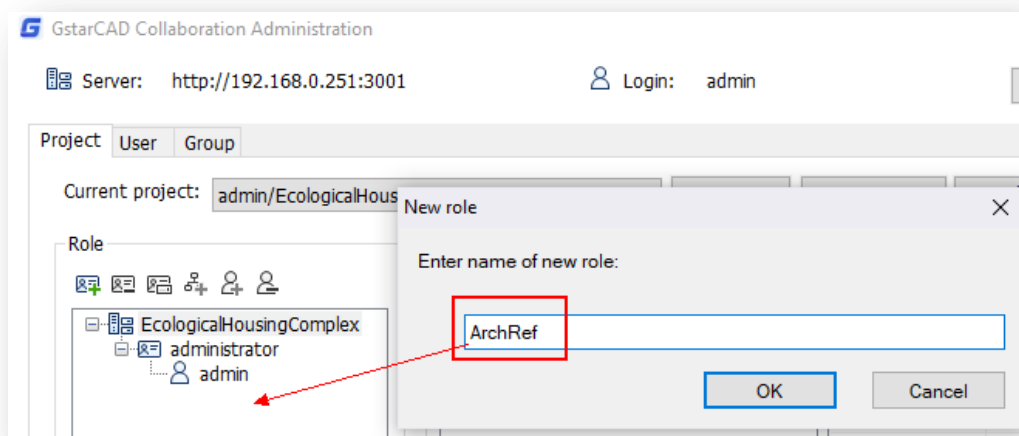 GstarCAD Collaboration Administration
Server: http://192.168.0.251:3001 Login: admin
Project User Group
Current project: admin/EcologicalHous
New role
Role
Enter name of new role:
EcologicalHousingComplex
ArchRef
administrator
admin
OK Cancel